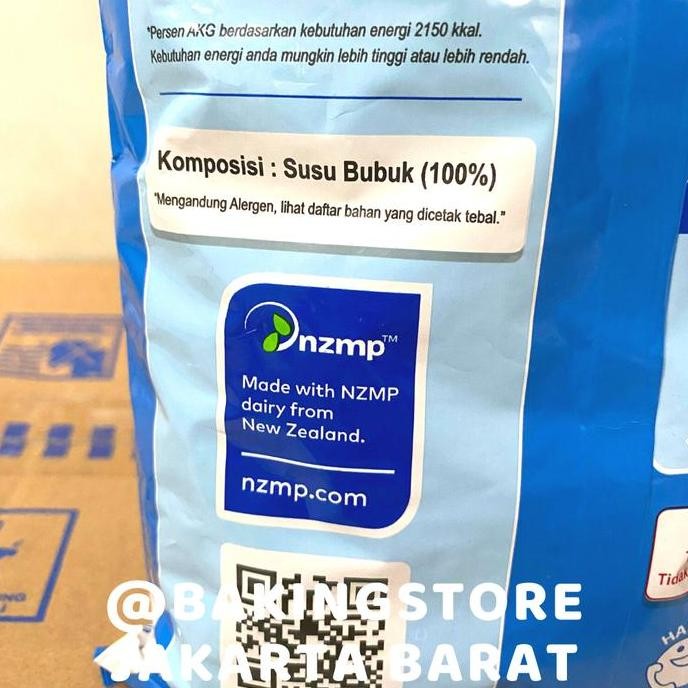 *Persen AKG berdasarkan kebutuhan energi 2150 kkal.
Kebutuhan energi anda mungkin lebih tinggi atau lebih rendah.
Komposisi : Susu Bubuk (100%)
"Mengandung Alergen, lihat daftar bahan yang dicetak tebal."
nzmp™
Made with NZMP
dairy from
New Zealand.
nzmp.com
@BAKINGSTORE
JAKARTA BARAT